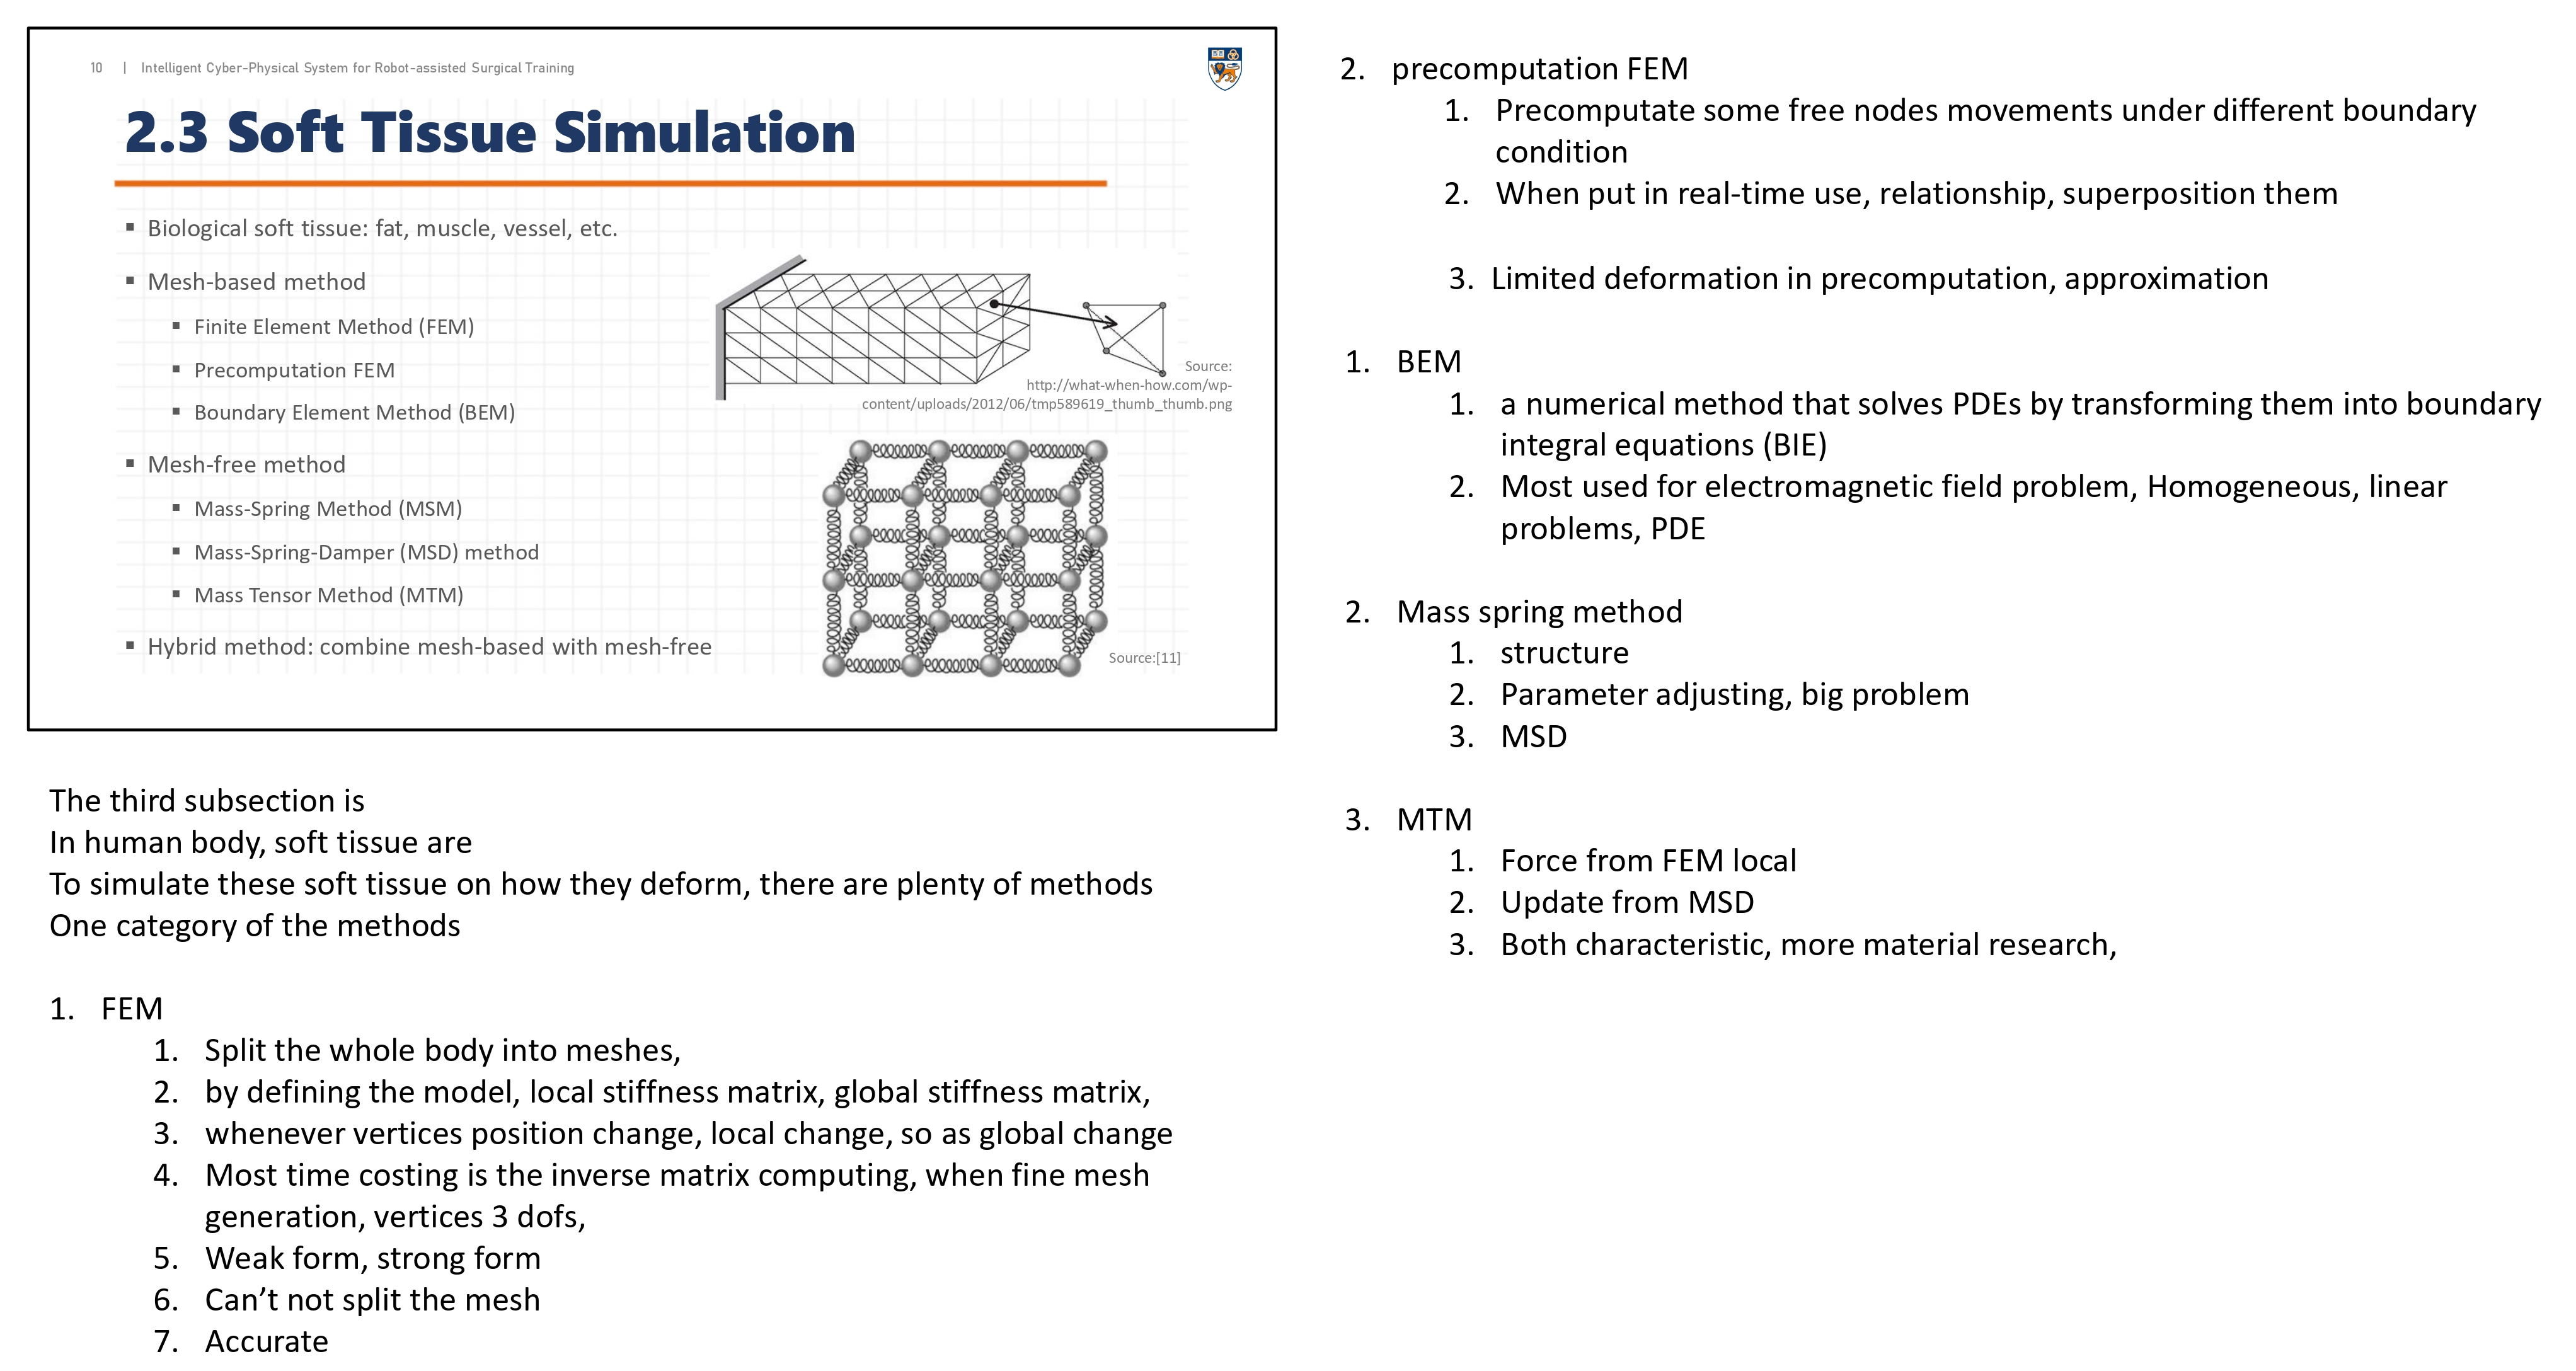 10 | Intelligent Cyber-Physical System for Robot-assisted Surgical Training
2.3 Soft Tissue Simulation
▪ Biological soft tissue: fat, muscle, vessel, etc.
▪ Mesh-based method
▪ Finite Element Method (FEM)
▪ Precomputation FEM
▪ Boundary Element Method (BEM)
▪ Mesh-free method
▪ Mass-Spring Method (MSM)
▪ Mass-Spring-Damper (MSD) method
▪ Mass Tensor Method (MTM)
▪ Hybrid method: combine mesh-based with mesh-free
Source:
http://what-when-how.com/wp-
content/uploads/2012/06/tmp589619_thumb_thumb.png
Source:[11]
The third subsection is
In human body, soft tissue are
To simulate these soft tissue on how they deform, there are plenty of methods
One category of the methods
1. FEM
1. Split the whole body into meshes,
2. by defining the model, local stiffness matrix, global stiffness matrix,
3. whenever vertices position change, local change, so as global change
4. Most time costing is the inverse matrix computing, when fine mesh
generation, vertices 3 dofs,
5. Weak form, strong form
6. Can't not split the mesh
7. Accurate
2. precomputation FEM
1. Precomputate some free nodes movements under different boundary
condition
2. When put in real-time use, relationship, superposition them
3. Limited deformation in precomputation, approximation
1. BEM
1. a numerical method that solves PDEs by transforming them into boundary
integral equations (BIE)
2. Most used for electromagnetic field problem, Homogeneous, linear
problems, PDE
2. Mass spring method
1. structure
2. Parameter adjusting, big problem
3. MSD
3. MTM
1. Force from FEM local
2. Update from MSD
3. Both characteristic, more material research,